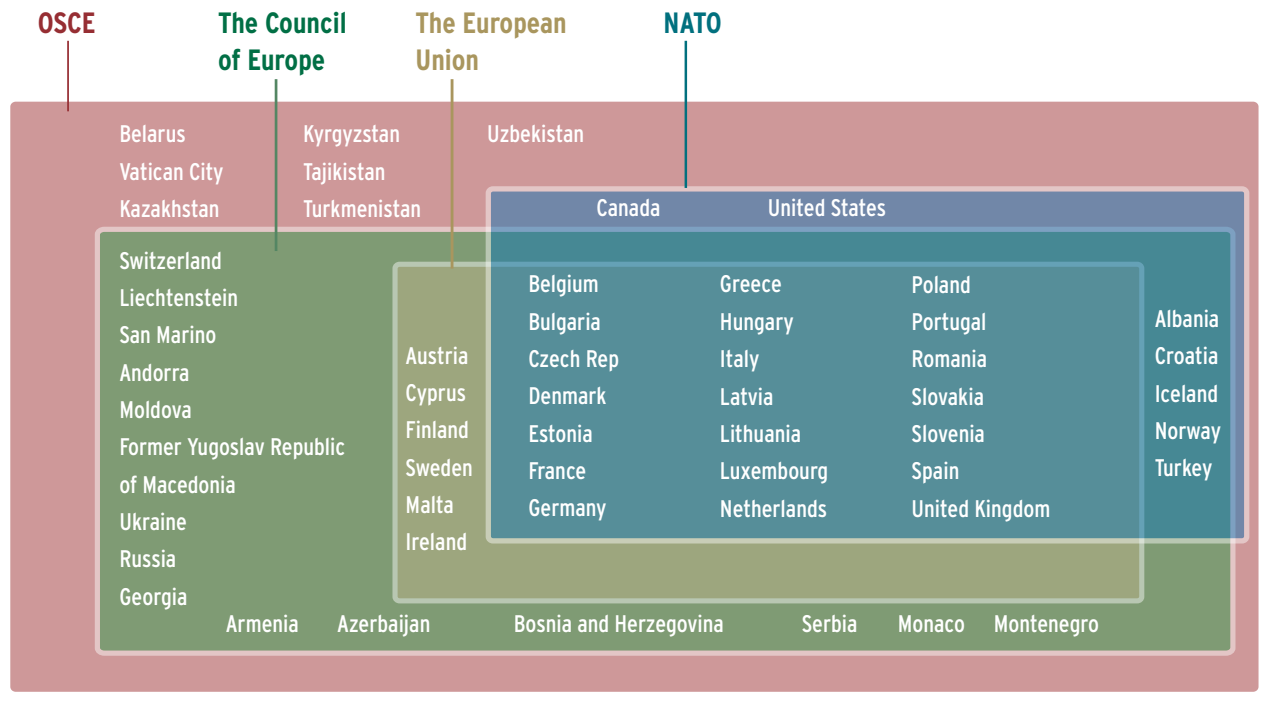 OSCE
The Council
of Europe
The European
Union
NATO
Belarus
Kyrgyzstan
Uzbekistan
Vatican City
Tajikistan
Kazakhstan
Turkmenistan
Canada
United States
Switzerland
Liechtenstein
San Marino
Andorra
Moldova
Former Yugoslav Republic
of Macedonia
Ukraine
Russia
Georgia
Austria
Cyprus
Finland
Sweden
Malta
Ireland
Belgium
Bulgaria
Czech Rep
Denmark
Estonia
France
Germany
Greece
Hungary
Italy
Latvia
Lithuania
Luxembourg
Netherlands
Poland
Portugal
Romania
Slovakia
Slovenia
Spain
United Kingdom
Albania
Croatia
Iceland
Norway
Turkey
Armenia
Azerbaijan
Bosnia and Herzegovina
Serbia
Monaco
Montenegro